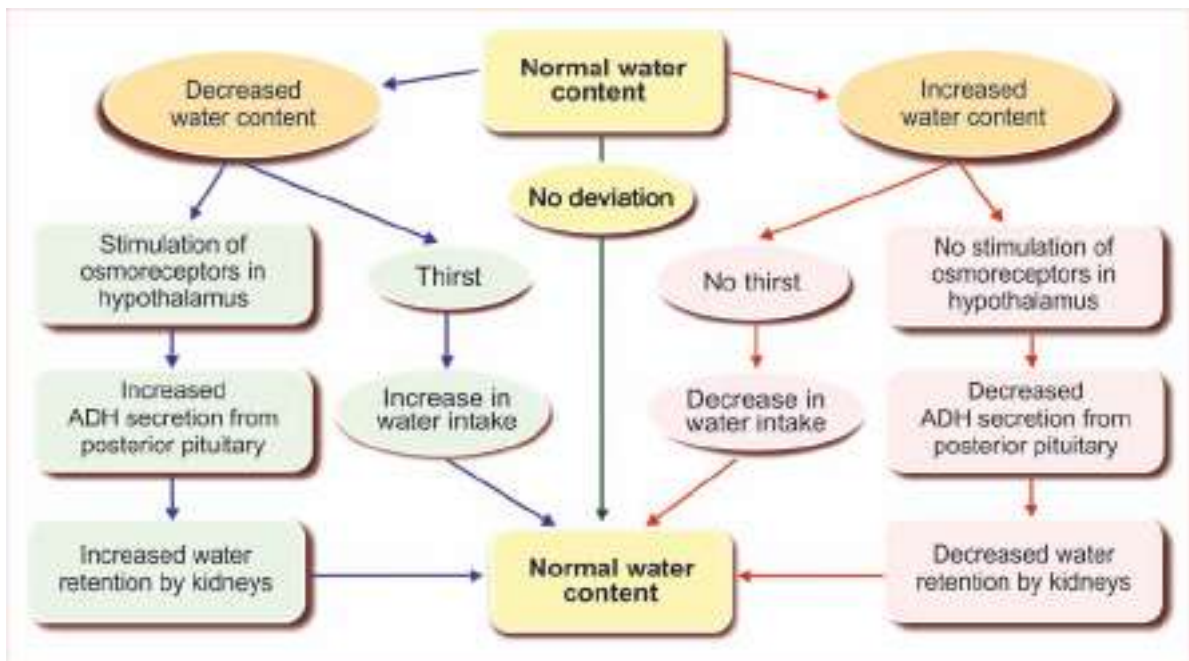 Normal water
content
Decreased
water content
Increased
water content
No deviation
Stimulation of
osmoreceptors in
hypothalamus
Thirst
No thirst
No stimulation of
osmoreceptors in
hypothalamus
Increased
ADH secretion from
posterior pituitary
Increase in
water intake
Decrease in
water intake
Decreased
ADH secretion from
posterior pituitary
Increased water
retention by kidneys
Normal water
content
Decreased water
retention by kidneys